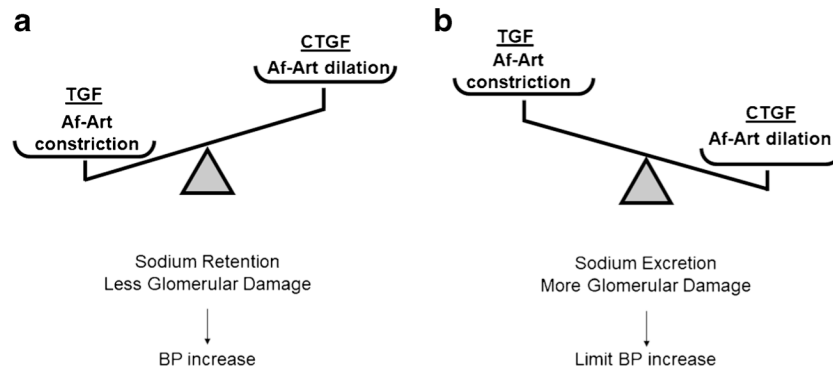 a
CTGF
Af-Art dilation
TGF
Af-Art
constriction
Sodium Retention
Less Glomerular Damage
BP increase
b
TGF
Af-Art
constriction
CTGF
Af-Art dilation
Sodium Excretion
More Glomerular Damage
Limit BP increase